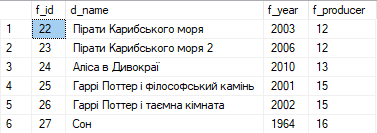 f_id d_name f_year f_producer
1 22 Пірати Карибського моря 2003 12
2 23 Пірати Карибського моря 2 2006 12
3 24 Аліса в Дивокраї 2010 13
4 25 Гаррі Поттер і філософський камінь 2001 15
5 26 Гаррі Поттер і таємна кімната 2002 15
6 27 Сон 1964 16